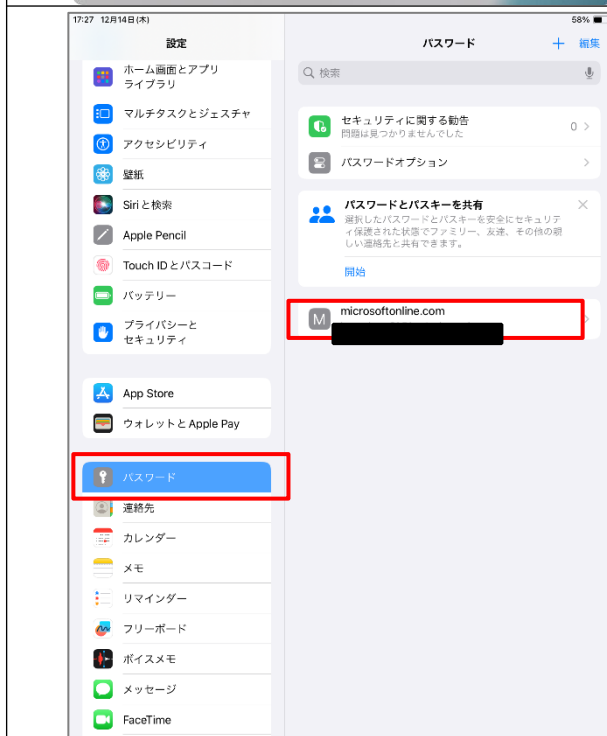 17:27 12月14日(木)
58%
設定
パスワード
編集
ホーム画面とアプリ
ライブラリ
マルチタスクとジェスチャ
アクセシビリティ
壁紙
Siri と検索
Apple Pencil
Touch ID とパスコード
バッテリー
プライバシーと
セキュリティ
App Store
ウォレットと Apple Pay
パスワード
連絡先
カレンダー
メモ
リマインダー
フリーボード
ボイスメモ
メッセージ
FaceTime
検索
セキュリティに関する勧告
問題は見つかりませんでした
0
パスワードオプション
パスワードとパスキーを共有
選択したパスワードとパスキーを安全にセキュリテ
ィ保護された状態でファミリー、友達、その他の親
しい連絡先と共有できます。
開始
M
microsoftonline.com